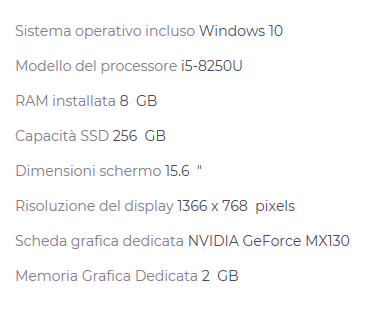 Sistema operativo incluso Windows 10
Modello del processore i5-8250U
RAM installata 8 GB
Capacità SSD 256 GB
Dimensioni schermo 15.6 "
Risoluzione del display 1366 x 768 pixels
Scheda grafica dedicata NVIDIA GeForce MX130
Memoria Grafica Dedicata 2 GB